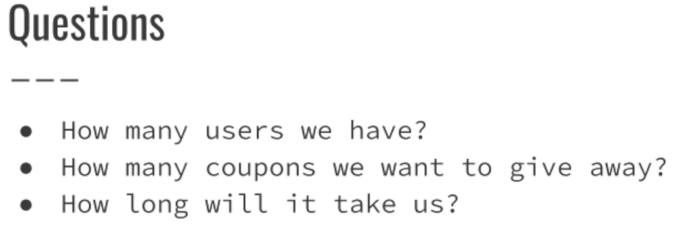 Questions
---
● How many users we have?
● How many coupons we want to give away?
● How long will it take us?